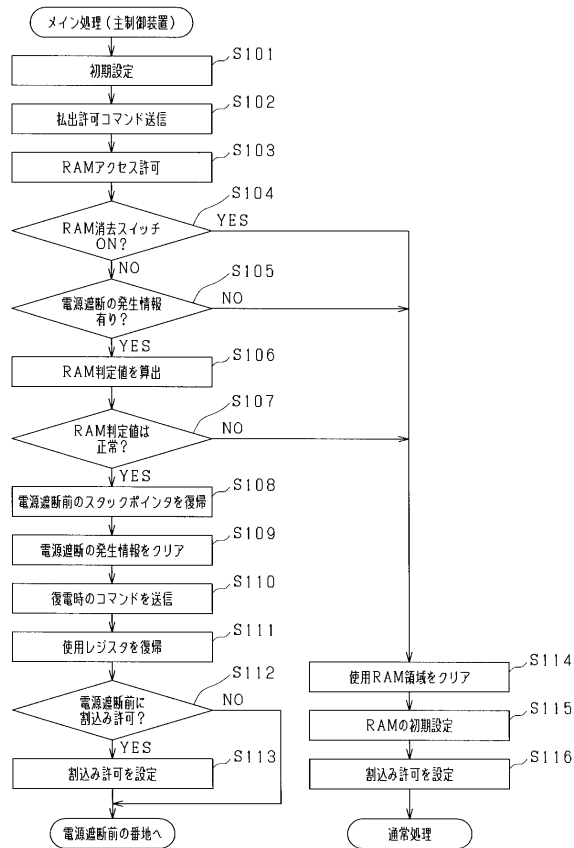 メイン処理(主制御装置)
S101
初期設定
S102
払出許可コマンド送信
S103
RAMアクセス許可
S104
RAM消去スイッチ
ON?
YES
NO
S105
電源遮断の発生情報
有り?
NO
YES
S106
RAM判定値を算出
S107
RAM判定値は
正常?
NO
YES
S108
電源遮断前のスタックポインタを復帰
S109
電源遮断の発生情報をクリア
S110
復電時のコマンドを送信
S111
使用レジスタを復帰
S112
電源遮断前に
割込み許可?
NO
YES
S113
割込み許可を設定
電源遮断前の番地へ
S114
使用RAM領域をクリア
S115
RAMの初期設定
S116
割込み許可を設定
通常処理